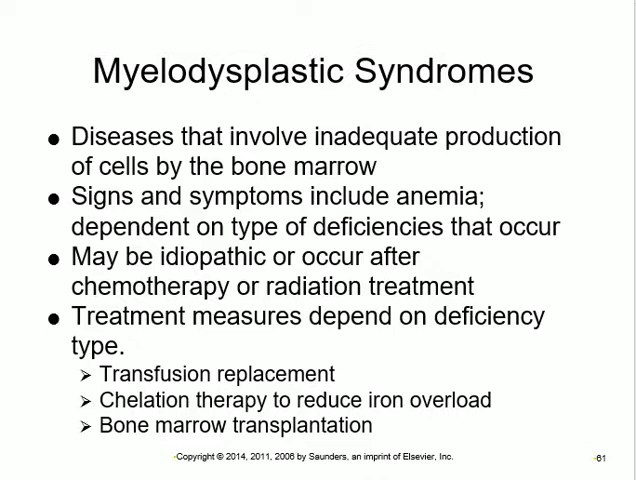 Myelodysplastic Syndromes
● Diseases that involve inadequate production
of cells by the bone marrow
● Signs and symptoms include anemia;
dependent on type of deficiencies that occur
● May be idiopathic or occur after
chemotherapy or radiation treatment
● Treatment measures depend on deficiency
type.
➢ Transfusion replacement
➢ Chelation therapy to reduce iron overload
➢ Bone marrow transplantation
•Copyright © 2014, 2011, 2006 by Saunders, an imprint of Elsevier, Inc.
•61